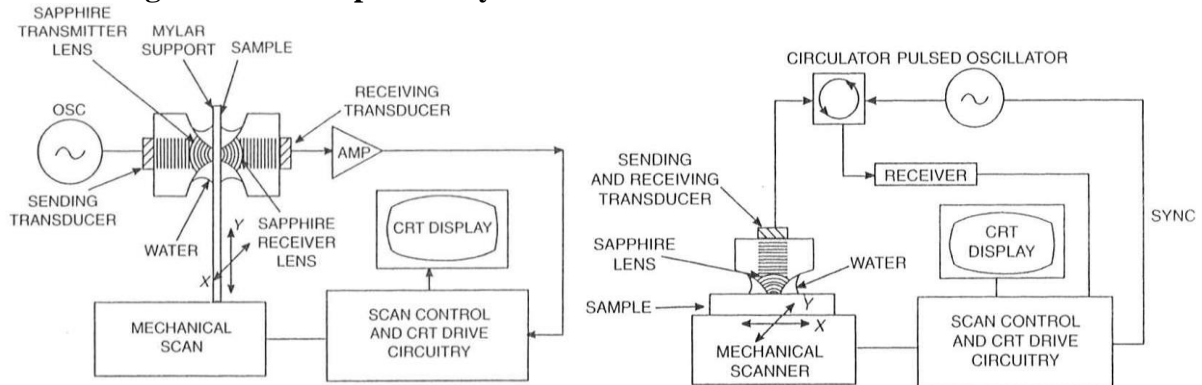 SAPPHIRE
TRANSMITTER
LENS
MYLAR
SUPPORT
SAMPLE
OSC
RECEIVING
TRANSDUCER
AMP
SENDING
TRANSDUCER
WATER
Y
X
SAPPHIRE
RECEIVER
LENS
CRT DISPLAY
MECHANICAL
SCAN
SCAN CONTROL
AND CRT DRIVE
CIRCUITRY
CIRCULATOR PULSED OSCILLATOR
SENDING
AND RECEIVING
TRANSDUCER
RECEIVER
SYNC
SAPPHIRE
LENS
WATER
CRT
DISPLAY
SAMPLE
Y
X
MECHANICAL
SCANNER
SCAN CONTROL
AND CRT DRIVE
CIRCUITRY